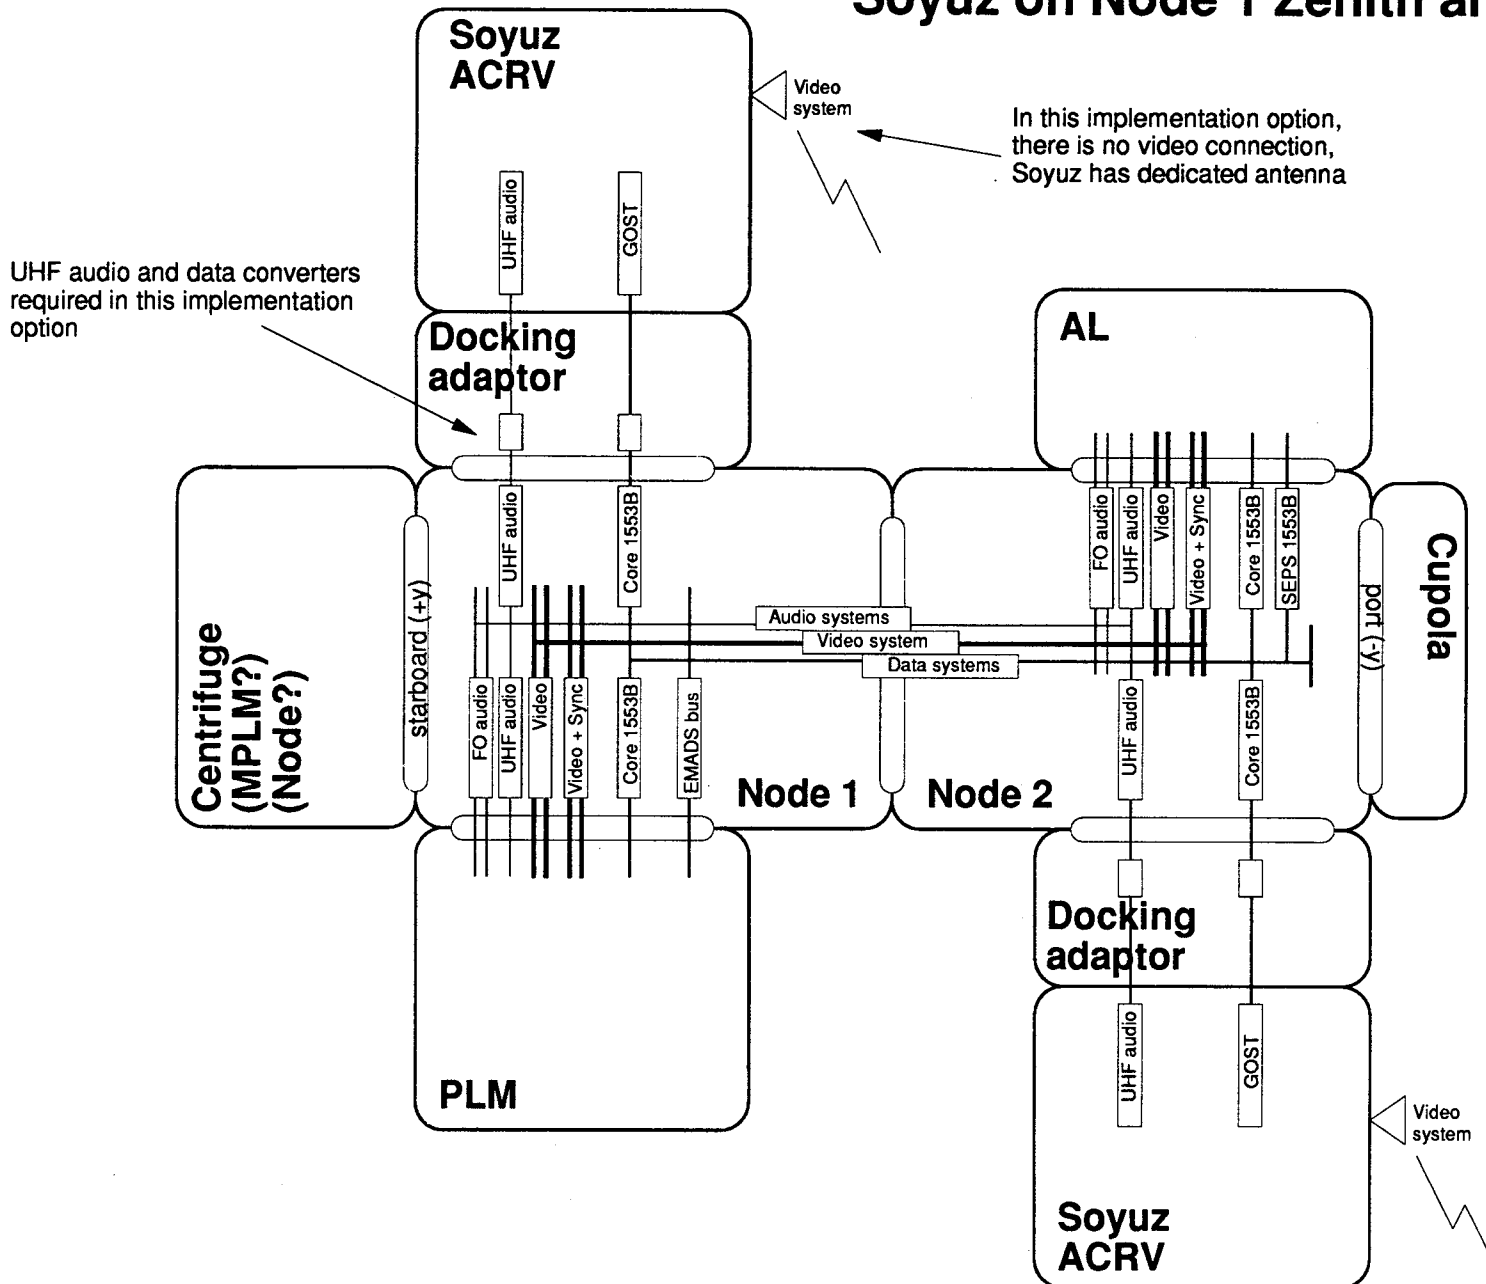 Soyuz on Node 1 Zenith
Soyuz
ACRV
Video
system
In this implementation option,
there is no video connection,
Soyuz has dedicated antenna
UHF audio
GOST
UHF audio and data converters
required in this implementation
option
Docking
adaptor
AL
UHF audio
Core 1553B
FO audio
UHF audio
Video
Video + Sync
Core 1553B
SEPS 1553B
Cupola
port (-y)
starboard (+y)
Centrifuge
(MPLM?)
(Node?)
Audio systems
Video system
Data systems
FO audio
UHF audio
Video
Video + Sync
Core 1553B
EMADS bus
UHF audio
Core 1553B
Node 1
Node 2
Docking
adaptor
PLM
UHF audio
GOST
Video
system
Soyuz
ACRV